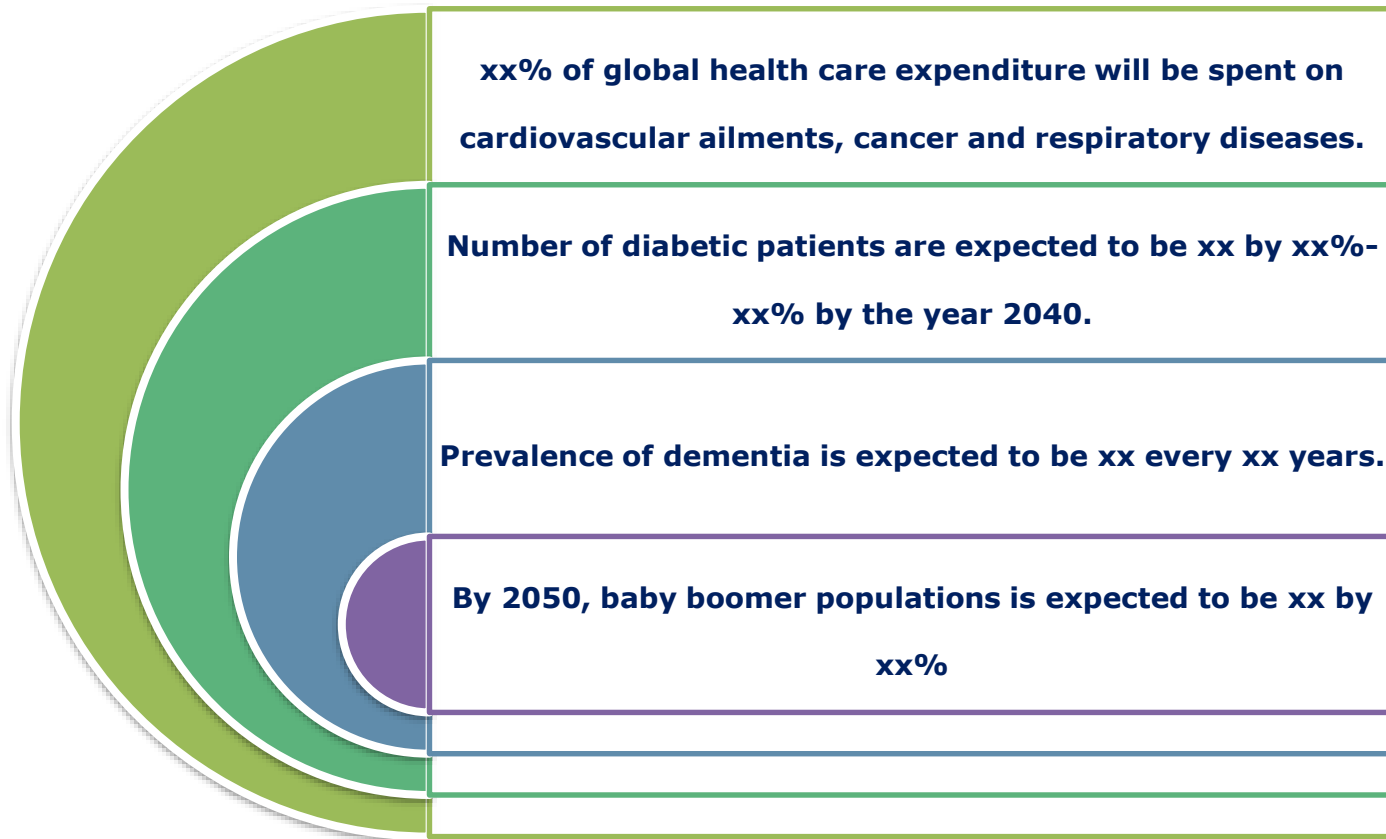 xx% of global health care expenditure will be spent on
cardiovascular ailments, cancer and respiratory diseases.
Number of diabetic patients are expected to be xx by xx%-
xx% by the year 2040.
Prevalence of dementia is expected to be xx every xx years.
By 2050, baby boomer populations is expected to be xx by
xx%